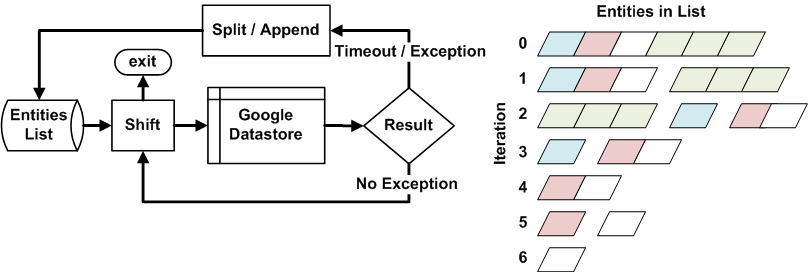 Split / Append
Timeout / Exception
exit
Entities
List
Shift
Google
Datastore
Result
No Exception
Entities in List
Iteration
0
1
2
3
4
5
6